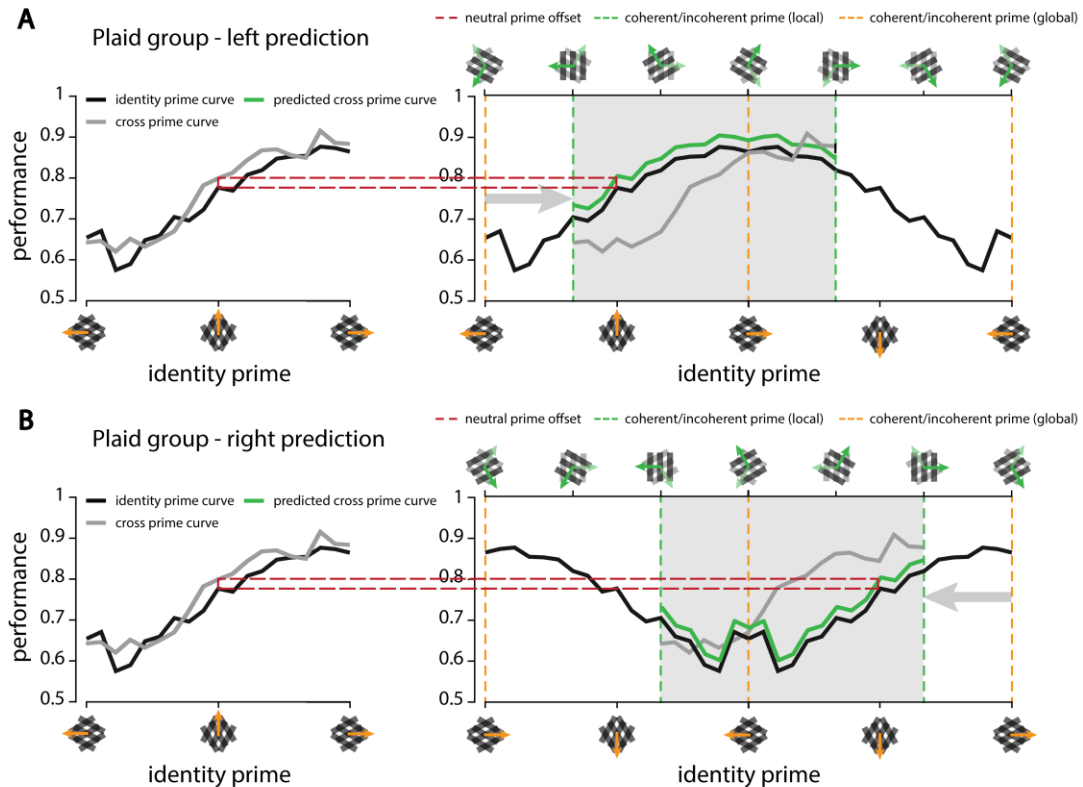 A
Plaid group - left prediction
neutral prime offset
coherent/incoherent prime (local)
coherent/incoherent prime (global)
identity prime curve
predicted cross prime curve
cross prime curve
performance
1
0.9
0.8
0.7
0.6
0.5
identity prime
1
0.9
0.8
0.7
0.6
0.5
identity prime
B
Plaid group - right prediction
neutral prime offset
coherent/incoherent prime (local)
coherent/incoherent prime (global)
identity prime curve
predicted cross prime curve
cross prime curve
performance
1
0.9
0.8
0.7
0.6
0.5
identity prime
1
0.9
0.8
0.7
0.6
0.5
identity prime